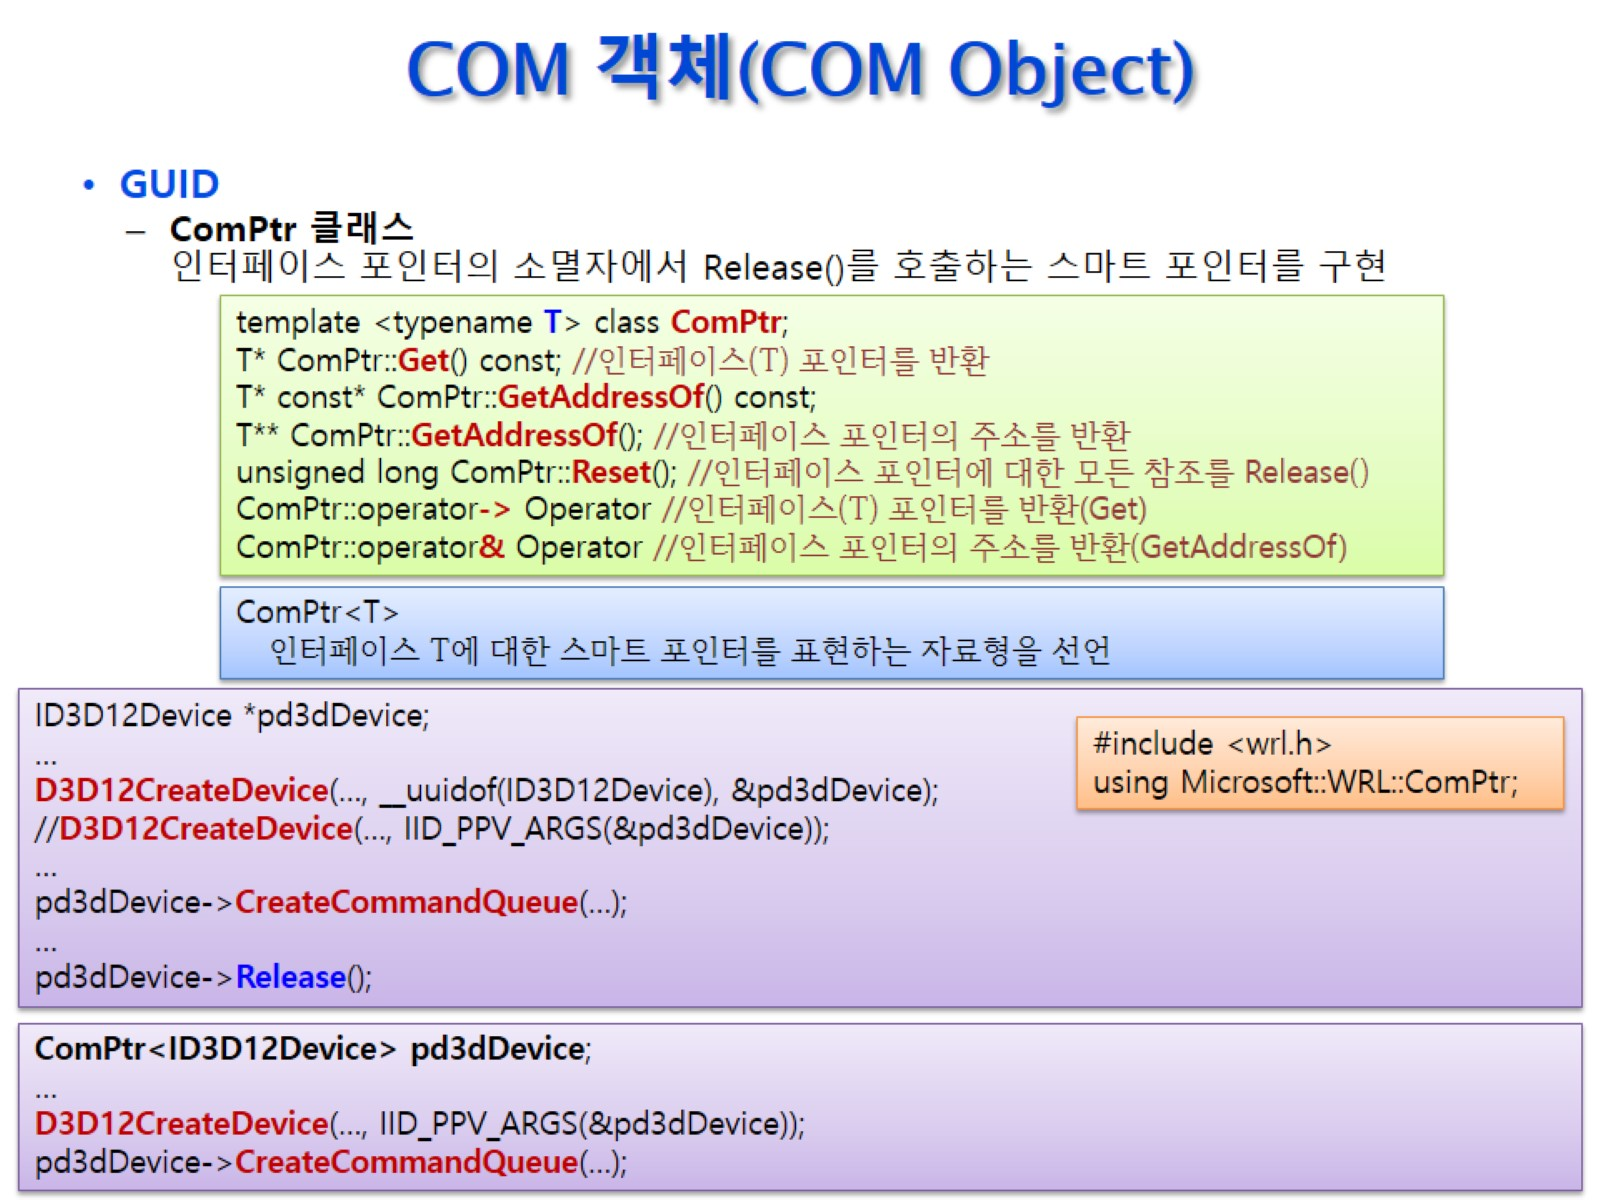 COM 객체(COM Object)
• GUID
– ComPtr 클래스
인터페이스 포인터의 소멸자에서 Release()를 호출하는 스마트 포인터를 구현
template <typename T> class ComPtr;
T* ComPtr::Get() const; //인터페이스(T) 포인터를 반환
T* const* ComPtr::GetAddressOf() const;
T** ComPtr::GetAddressOf(); //인터페이스 포인터의 주소를 반환
unsigned long ComPtr::Reset(); //인터페이스 포인터에 대한 모든 참조를 Release()
ComPtr::operator-> Operator //인터페이스(T) 포인터를 반환(Get)
ComPtr::operator& Operator //인터페이스 포인터의 주소를 반환(GetAddressOf)
ComPtr<T>
인터페이스 T에 대한 스마트 포인터를 표현하는 자료형을 선언
ID3D12Device *pd3dDevice;
...
D3D12CreateDevice(..., __uuidof(ID3D12Device), &pd3dDevice);
//D3D12CreateDevice(..., IID_PPV_ARGS(&pd3dDevice));
...
pd3dDevice->CreateCommandQueue(...);
...
pd3dDevice->Release();
#include <wrl.h>
using Microsoft::WRL::ComPtr;
ComPtr<ID3D12Device> pd3dDevice;
...
D3D12CreateDevice(..., IID_PPV_ARGS(&pd3dDevice));
pd3dDevice->CreateCommandQueue(...);